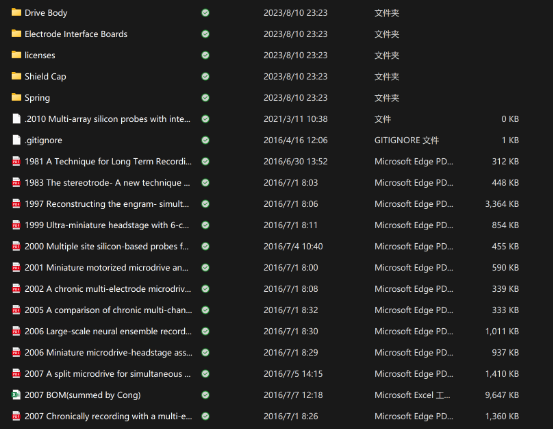 Drive Body 2023/8/10 23:23 文件夹
Electrode Interface Boards 2023/8/10 23:23 文件夹
licenses 2023/8/10 23:23 文件夹
Shield Cap 2023/8/10 23:23 文件夹
Spring 2023/8/10 23:23 文件夹
.2010 Multi-array silicon probes with inte... 2021/3/11 10:38 文件 0 KB
.gitignore 2016/4/16 12:06 GITIGNORE 文件 1 KB
1981 A Technique for Long Term Recordi... 2016/6/30 13:52 Microsoft Edge PD... 312 KB
1983 The stereotrode- A new technique ... 2016/7/1 8:03 Microsoft Edge PD... 448 KB
1997 Reconstructing the engram- simult... 2016/7/1 8:06 Microsoft Edge PD... 3,364 KB
1999 Ultra-miniature headstage with 6-c... 2016/7/1 8:11 Microsoft Edge PD... 854 KB
2000 Multiple site silicon-based probes f... 2016/7/4 10:40 Microsoft Edge PD... 455 KB
2001 Miniature motorized microdrive an... 2016/7/1 8:00 Microsoft Edge PD... 590 KB
2002 A chronic multi-electrode microdriv... 2016/7/1 8:08 Microsoft Edge PD... 339 KB
2005 A comparison of chronic multi-chan... 2016/7/1 8:32 Microsoft Edge PD... 333 KB
2006 Large-scale neural ensemble record... 2016/7/1 8:30 Microsoft Edge PD... 1,011 KB
2006 Miniature microdrive-headstage ass... 2016/7/1 8:29 Microsoft Edge PD... 937 KB
2007 A split microdrive for simultaneous ... 2016/7/5 14:15 Microsoft Edge PD... 1,410 KB
2007 BOM(summed by Cong) 2016/7/7 12:18 Microsoft Excel 工... 9,647 KB
2007 Chronically recording with a multi-e... 2016/7/1 8:26 Microsoft Edge PD... 1,360 KB